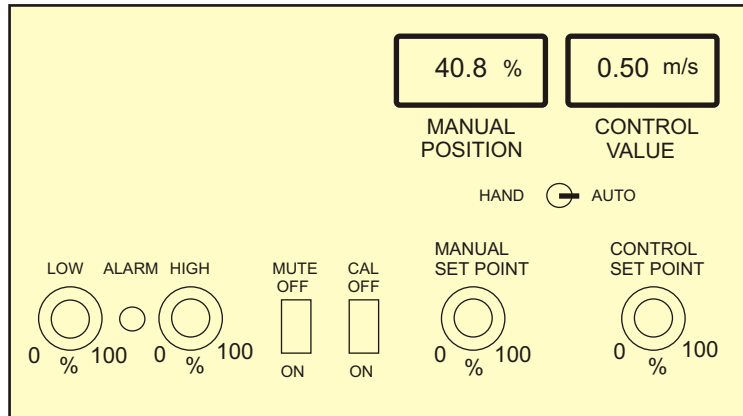 40.8 % 0.50 m/s
MANUAL POSITION
CONTROL VALUE
HAND AUTO
MANUAL SET POINT
CONTROL SET POINT
LOW ALARM HIGH
MUTE OFF
CAL OFF
0 % 100
0 % 100
ON
ON
0 % 100
0 % 100